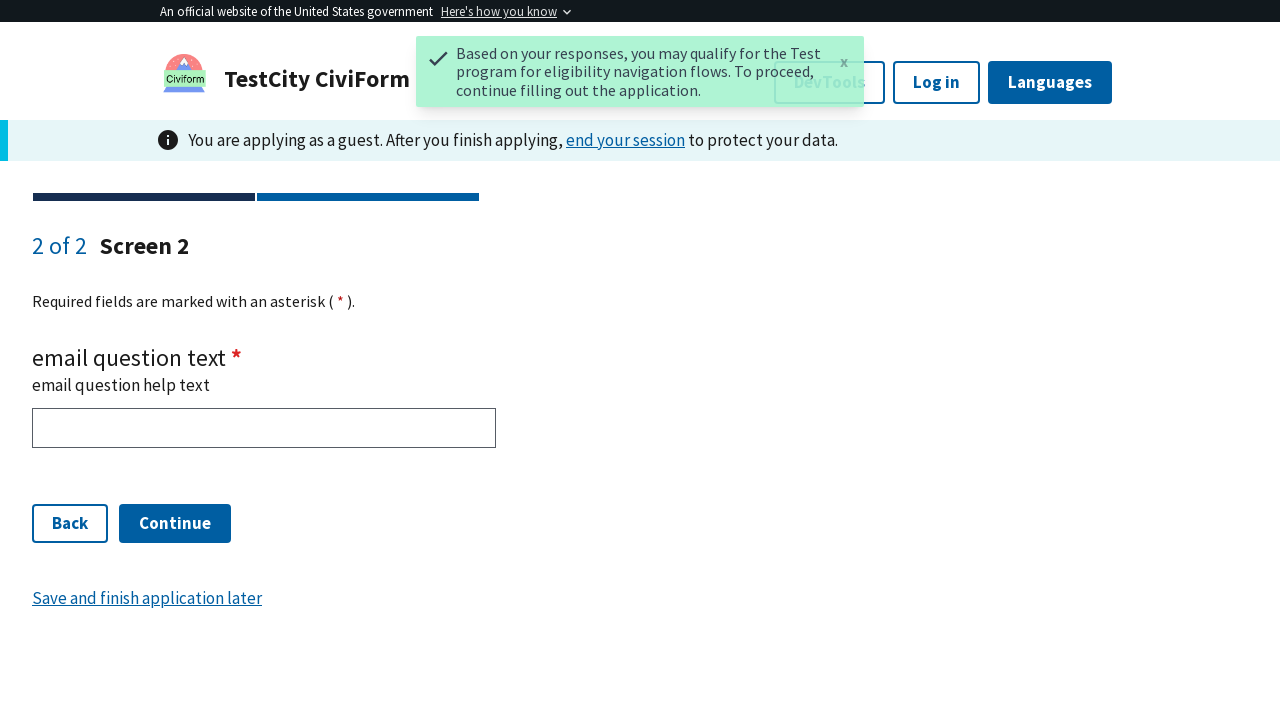 An official website of the United States government Here's how you know
Civiform
TestCity CiviForm
Based on your responses, you may qualify for the Test
program for eligibility navigation flows. To proceed,
continue filling out the application.
x
DevTools
Log in
Languages
You are applying as a guest. After you finish applying, end your session to protect your data.
2 of 2 Screen 2
Required fields are marked with an asterisk ( * ).
email question text *
email question help text
Back
Continue
Save and finish application later